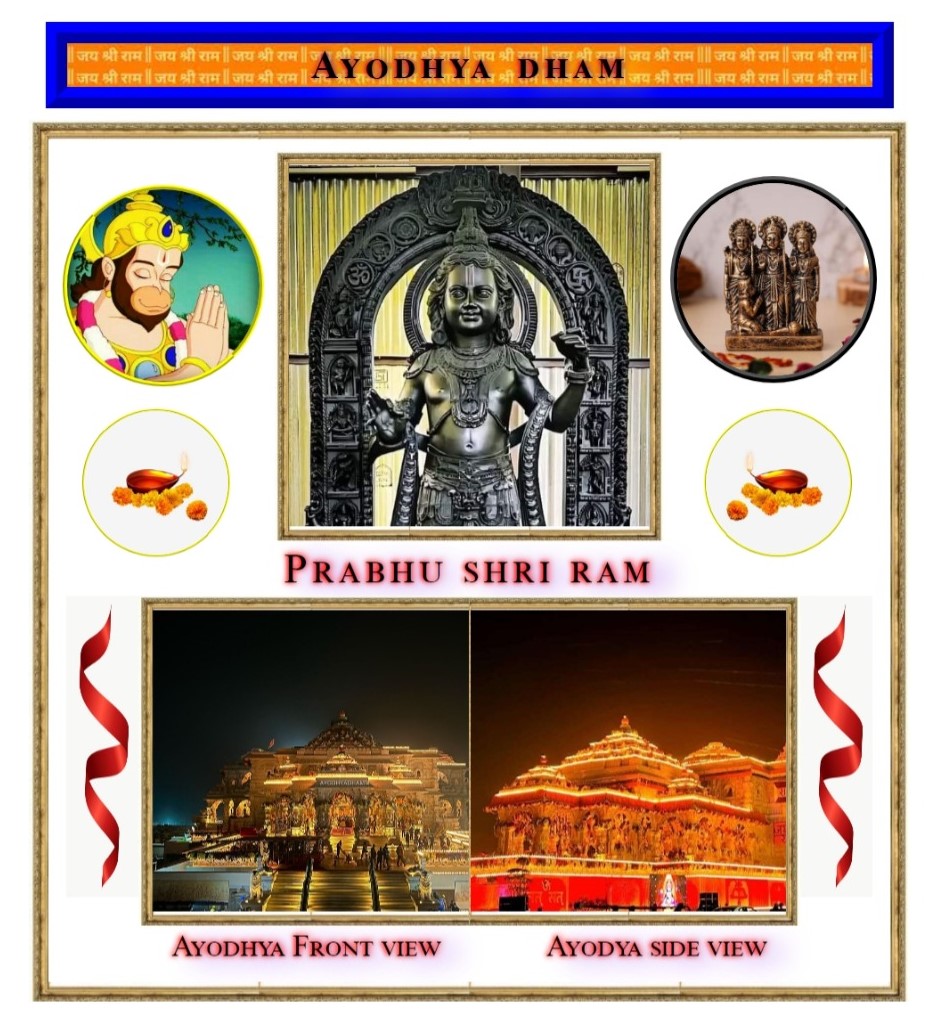 ॥ जय श्री राम ॥ जय श्री राम ॥ जय श्री राम ॥ जय श्री राम ॥॥ जय श्री राम ॥ जय श्री राम ॥ जय श्री राम ॥ जय श्री राम ॥॥ जय श्री राम ॥ जय श्री राम ॥
Ayodhya dham
॥ जय श्री राम ॥ जय श्री राम ॥ जय श्री राम ॥ जय श्री राम ॥॥ जय श्री राम ॥ जय श्री राम ॥ जय श्री राम ॥ जय श्री राम ॥॥ जय श्री राम ॥ जय श्री राम ॥
Prabhu shri ram
Ayodhya Front view
Ayodya side view